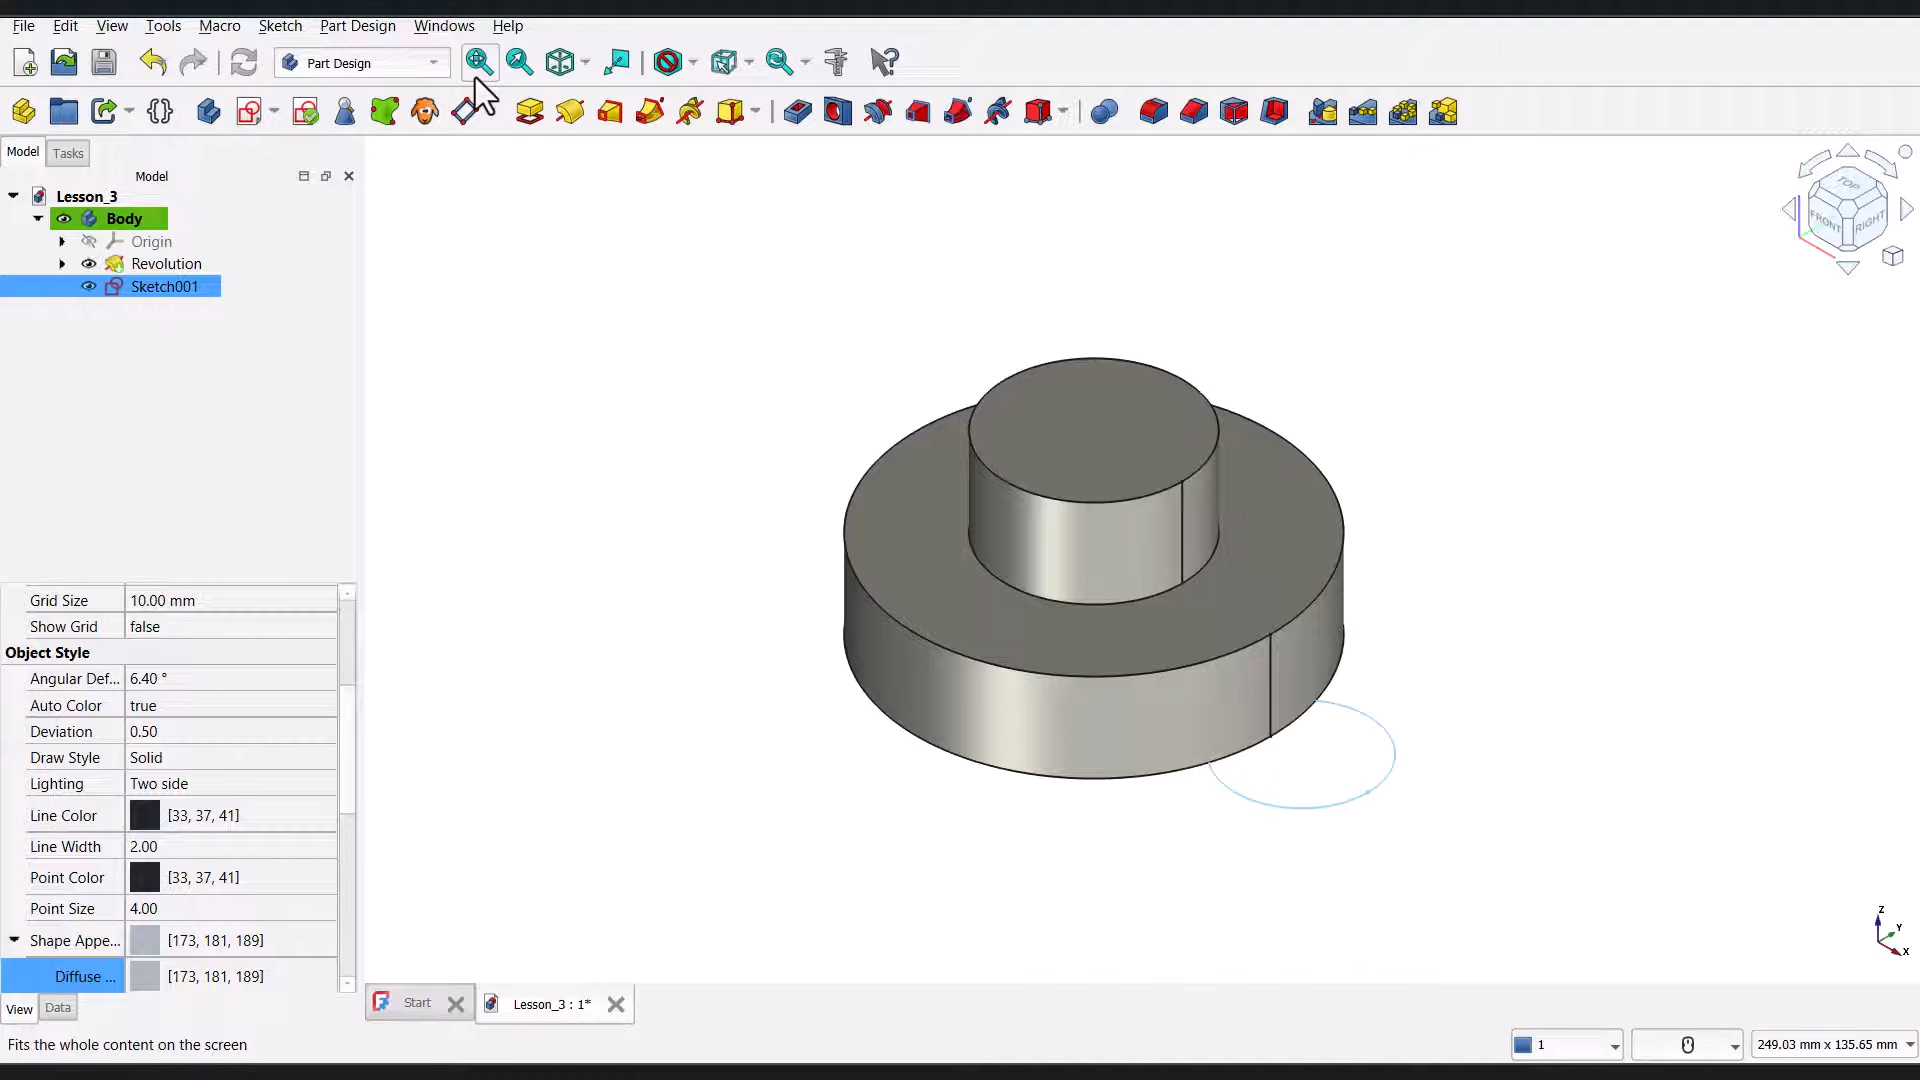 File Edit View Tools Macro Sketch Part Design Windows Help
Part Design
Model Tasks
Model
Lesson_3
Body
Origin
Revolution
Sketch001
TOP
FRONT RIGHT
Grid Size 10.00 mm
Show Grid false
Object Style
Angular Def... 6.40 °
Auto Color true
Deviation 0.50
Draw Style Solid
Lighting Two side
Line Color [33, 37, 41]
Line Width 2.00
Point Color [33, 37, 41]
Point Size 4.00
Shape Appe... [173, 181, 189]
Diffuse ... [173, 181, 189]
Z
Y
X
View Data
Start Lesson_3 : 1*
Fits the whole content on the screen
1
249.03 mm x 135.65 mm